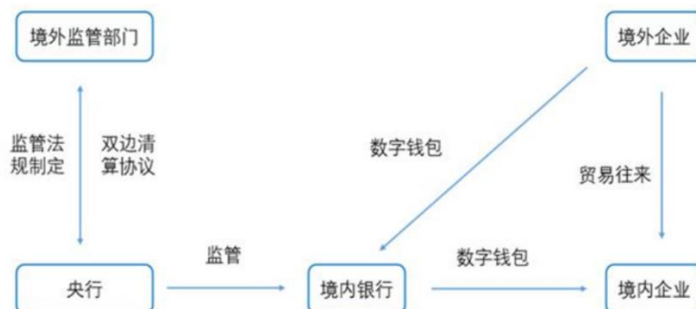 境外监管部门
境外企业
监管法
规制定
双边清
算协议
数字钱包
贸易往来
监管
数字钱包
央行
境内银行
境内企业